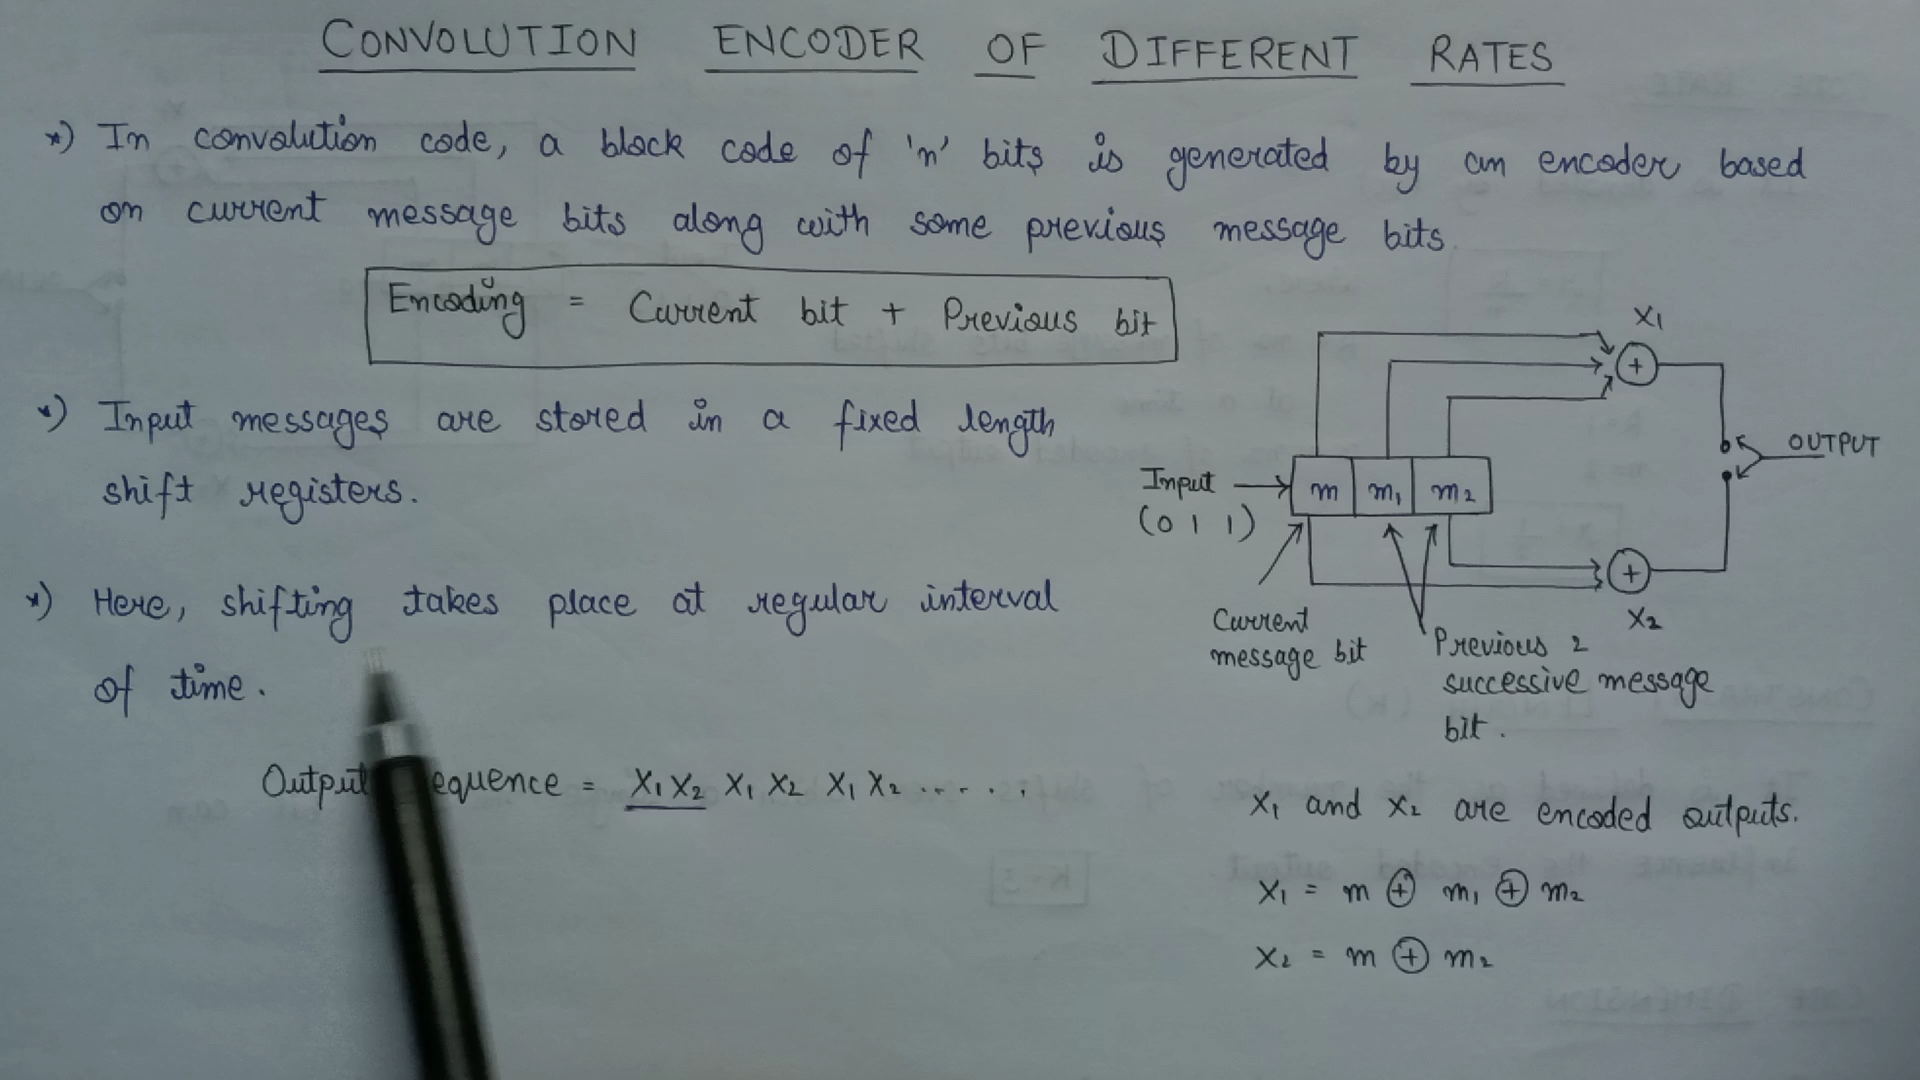 CONVOLUTION ENCODER OF DIFFERENT RATES
*) In convolution code, a block code of 'n' bits is generated by an encoder based
on current message bits along with some previous message bits.
Encoding = Current bit + Previous bit
*) Input messages are stored in a fixed length
shift registers.
*) Here, shifting takes place at regular interval
of time.
Output equence = X1 X2 X1 X2 X1 X2 ......
X1
+
OUTPUT
Input
(0 1 1)
m m1 m2
+
X2
Current
message bit
Previous 2
successive message
bit.
X1 and X2 are encoded outputs.
X1 = m ⊕ m1 ⊕ m2
X2 = m ⊕ m2